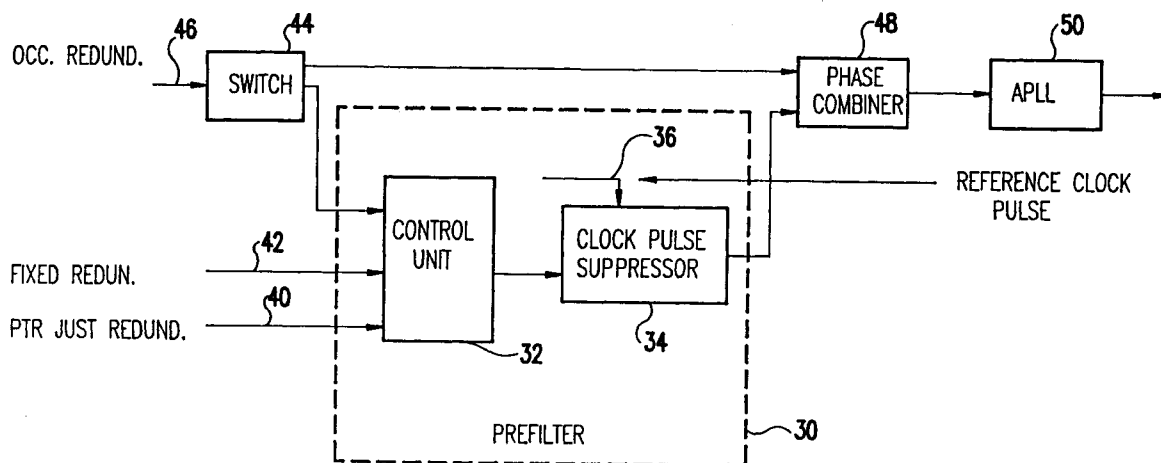 OCC. REDUND.
46
44
SWITCH
48
PHASE
COMBINER
50
APLL
36
REFERENCE CLOCK
PULSE
CONTROL
UNIT
32
CLOCK PULSE
SUPPRESSOR
34
42
FIXED REDUN.
40
PTR JUST REDUND.
PREFILTER
30